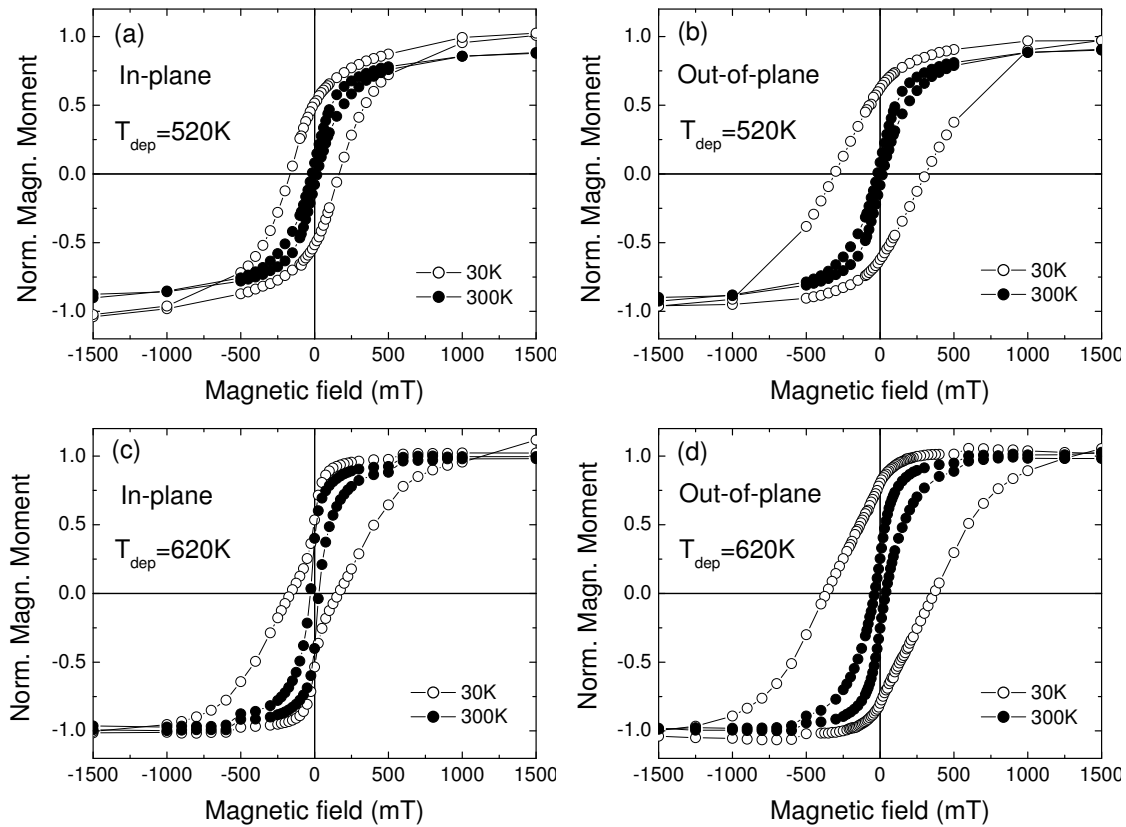 (a)
In-plane
T_dep=520K
30K
300K
Norm. Magn. Moment
1.0
0.5
0.0
-0.5
-1.0
-1500 -1000 -500 0 500 1000 1500
Magnetic field (mT)
(b)
Out-of-plane
T_dep=520K
30K
300K
Norm. Magn. Moment
1.0
0.5
0.0
-0.5
-1.0
-1500 -1000 -500 0 500 1000 1500
Magnetic field (mT)
(c)
In-plane
T_dep=620K
30K
300K
Norm. Magn. Moment
1.0
0.5
0.0
-0.5
-1.0
-1500 -1000 -500 0 500 1000 1500
Magnetic field (mT)
(d)
Out-of-plane
T_dep=620K
30K
300K
Norm. Magn. Moment
1.0
0.5
0.0
-0.5
-1.0
-1500 -1000 -500 0 500 1000 1500
Magnetic field (mT)